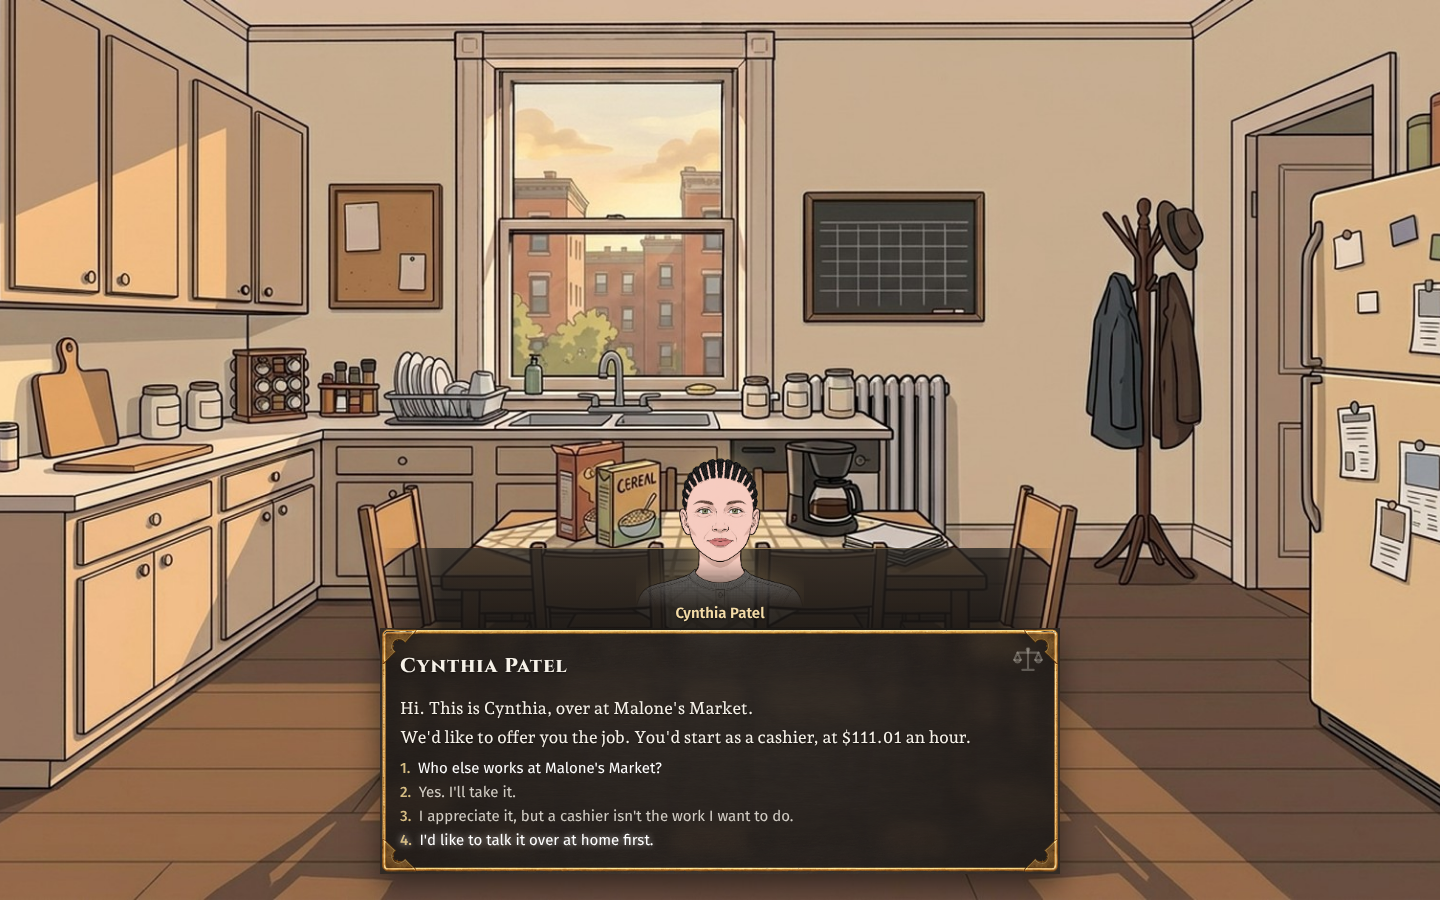 CEREAL
Cynthia Patel
Cynthia Patel
Hi. This is Cynthia, over at Malone's Market.
We'd like to offer you the job. You'd start as a cashier, at $111.01 an hour.
1. Who else works at Malone's Market?
2. Yes. I'll take it.
3. I appreciate it, but a cashier isn't the work I want to do.
4. I'd like to talk it over at home first.